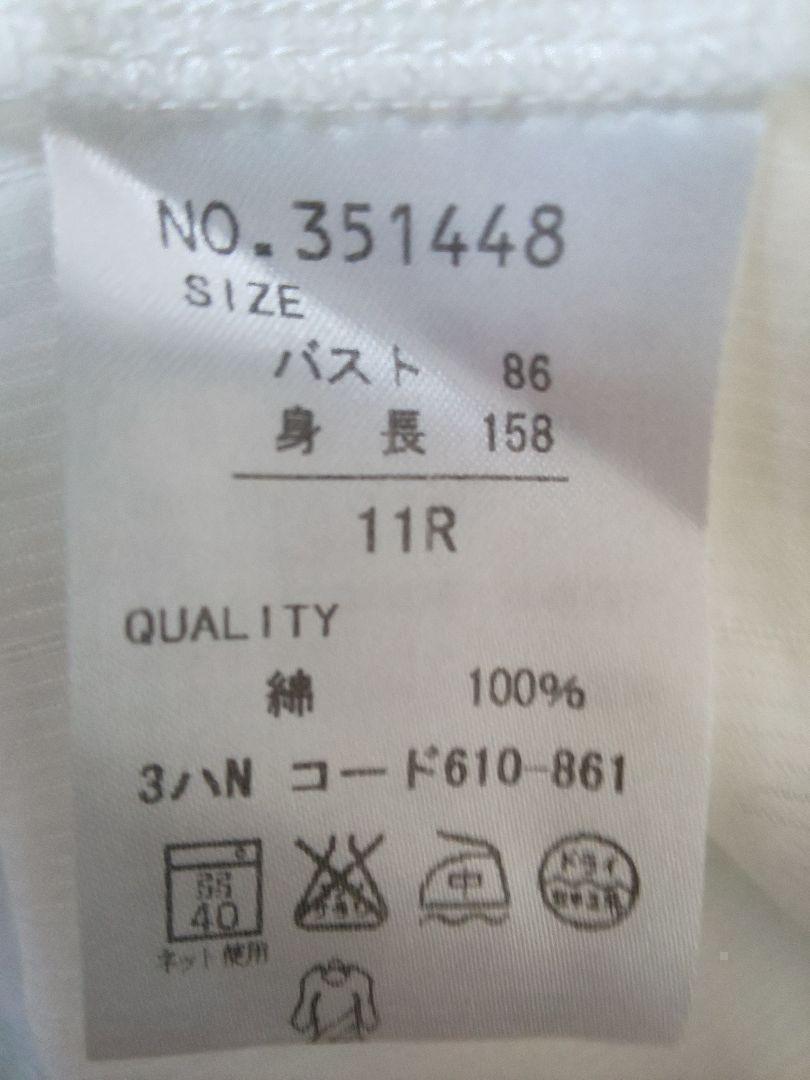 NO.351448
SIZE
バスト 86
身 長 158
11R
QUALITY
綿 100%
3ハN コード610-861
弱 40 中 ドライ
ネット使用